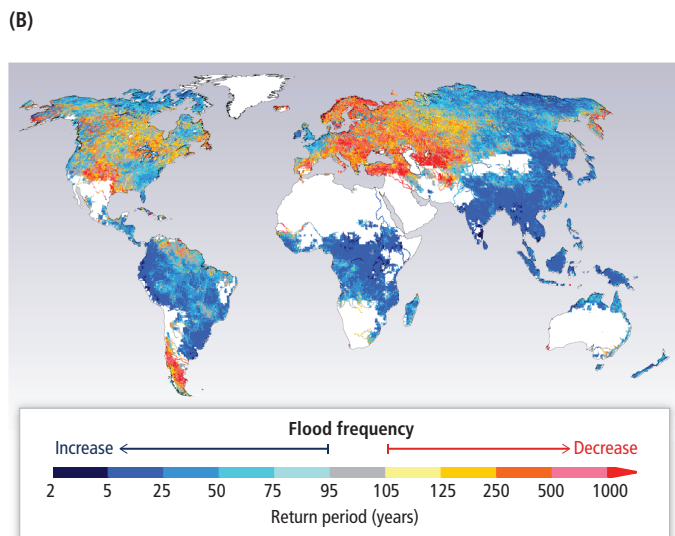 (B)
Flood frequency
Increase
Decrease
2 5 25 50 75 95 105 125 250 500 1000
Return period (years)